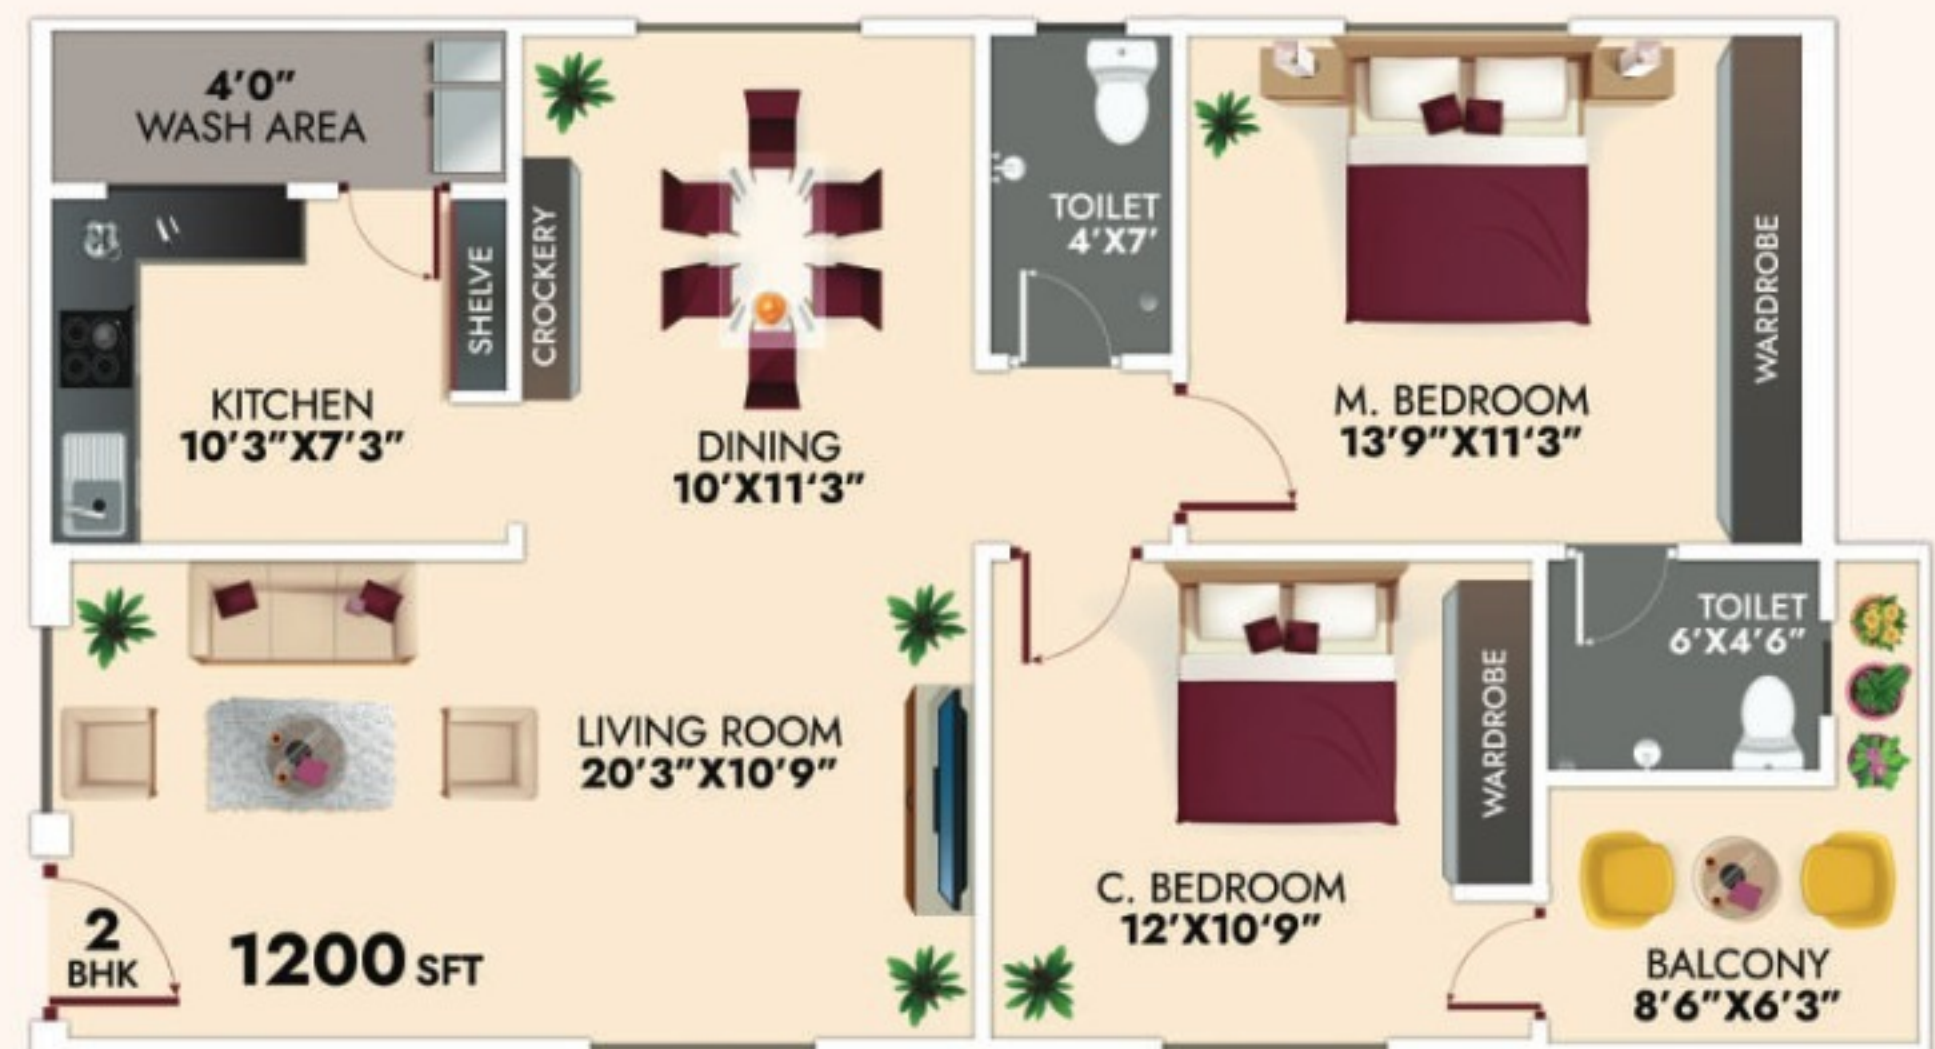 4'0"
WASH AREA
KITCHEN
10'3"X7'3"
SHELVE
CROCKERY
DINING
10'X11'3"
TOILET
4'X7'
M. BEDROOM
13'9"X11'3"
WARDROBE
LIVING ROOM
20'3"X10'9"
2
BHK
1200 SFT
C. BEDROOM
12'X10'9"
WARDROBE
TOILET
6'X4'6"
BALCONY
8'6"X6'3"